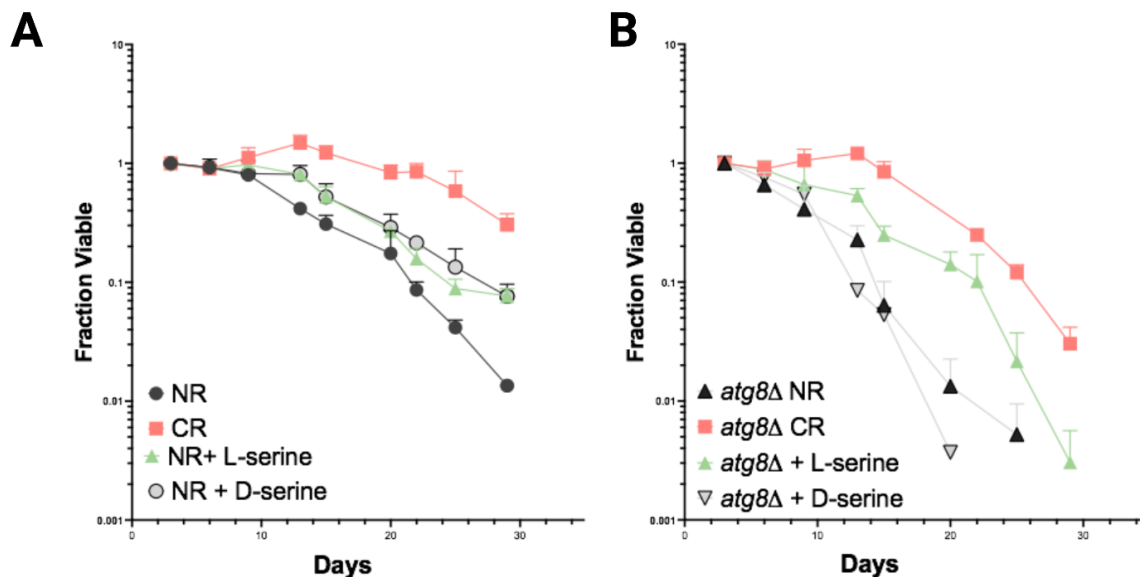 A
10
1
0.1
0.01
0.001
Fraction Viable
NR
CR
NR+ L-serine
NR + D-serine
0
10
20
30
Days
B
10
1
0.1
0.01
0.001
Fraction Viable
atg8Δ NR
atg8Δ CR
atg8Δ + L-serine
atg8Δ + D-serine
0
10
20
30
Days